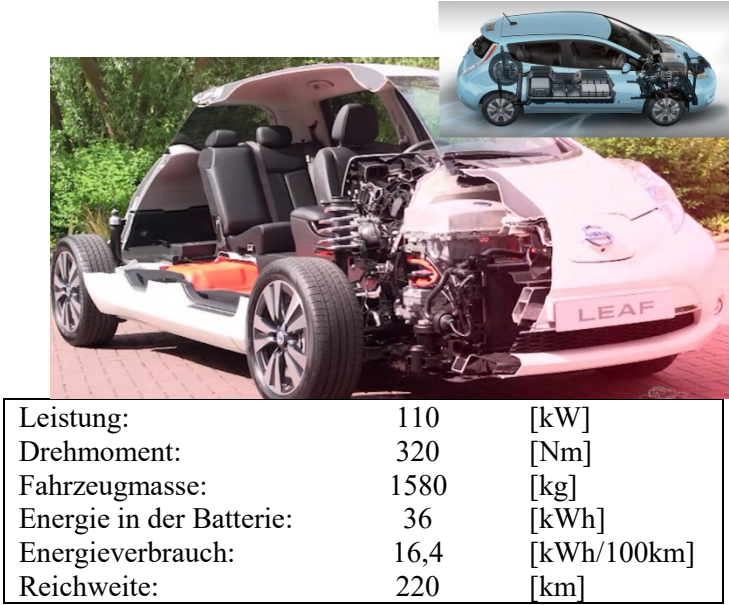 LEAF
Leistung: 110 [kW]
Drehmoment: 320 [Nm]
Fahrzeugmasse: 1580 [kg]
Energie in der Batterie: 36 [kWh]
Energieverbrauch: 16,4 [kWh/100km]
Reichweite: 220 [km]